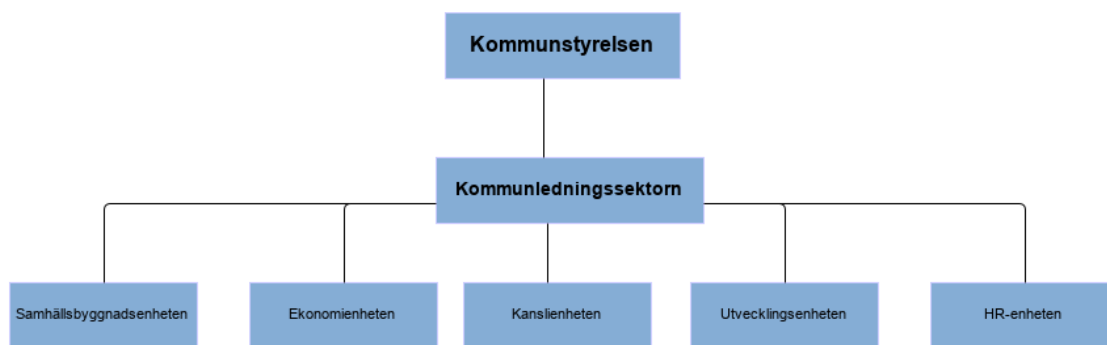 Kommunstyrelsen
Kommunledningssektorn
Samhällsbyggnadsenheten
Ekonomienheten
Kanslienheten
Utvecklingsenheten
HR-enheten